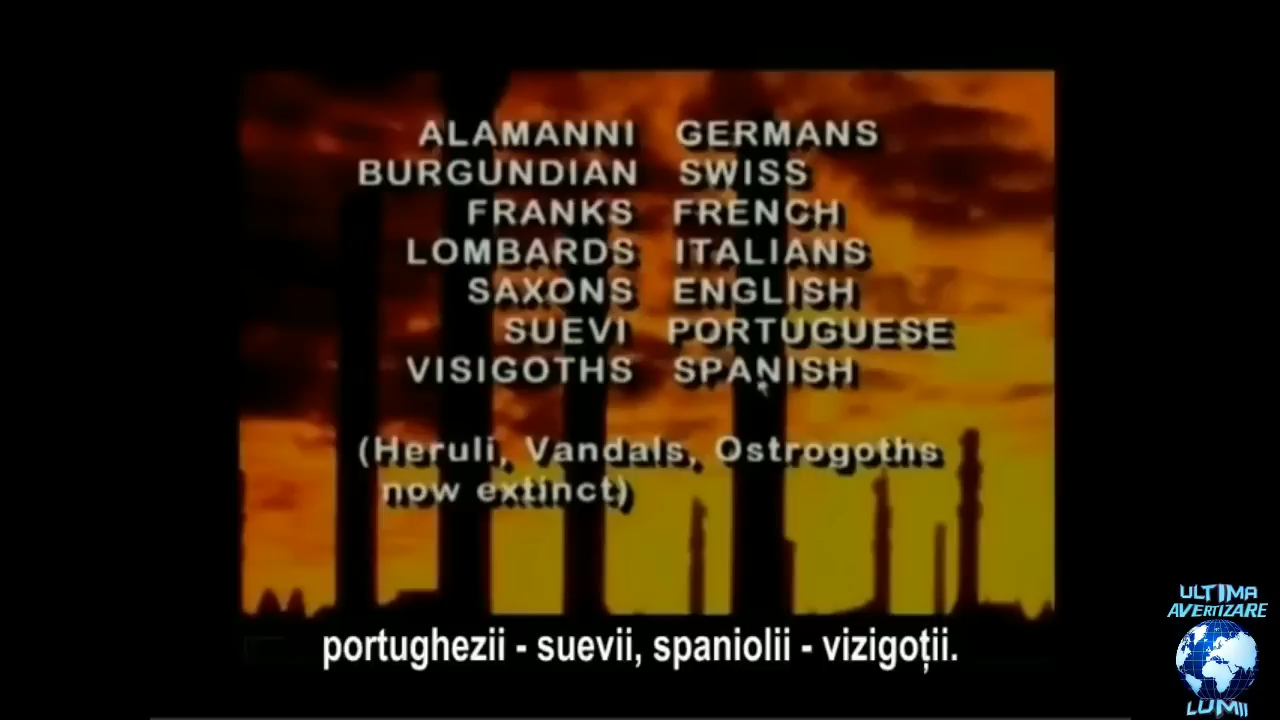 ALAMANNI GERMANS
BURGUNDIAN SWISS
FRANKS FRENCH
LOMBARDS ITALIANS
SAXONS ENGLISH
SUEVI PORTUGUESE
VISIGOTHS SPANISH
(Heruli, Vandals, Ostrogoths
now extinct)
portughezii - suevii, spaniolii - vizigoții.
ULTIMA
AVERTIZARE
LUMII